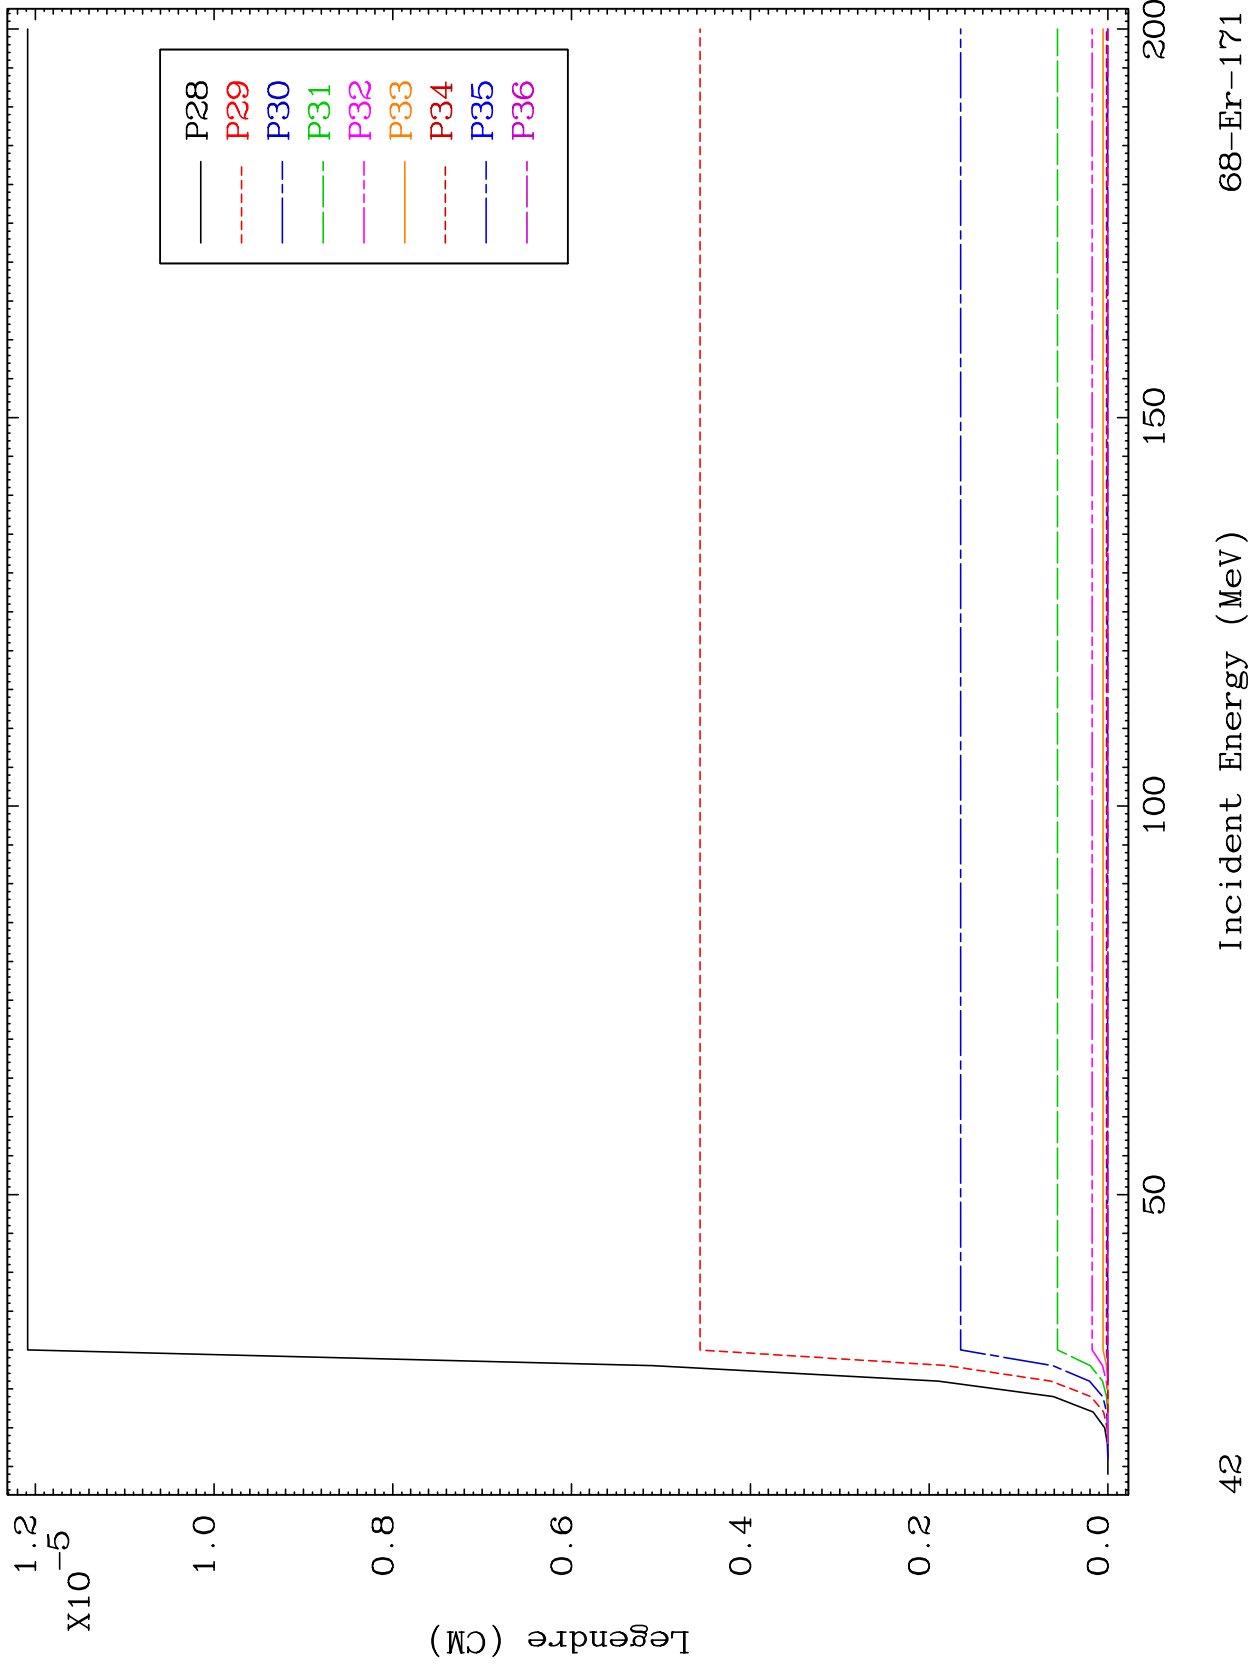 P28
P29
P30
P31
P32
P33
P34
P35
P36
1.2
X10-5
1.0
0.8
0.6
0.4
0.2
0.0
Legendre (CM)
50
100
150
200
Incident Energy (MeV)
42
68-Er-171